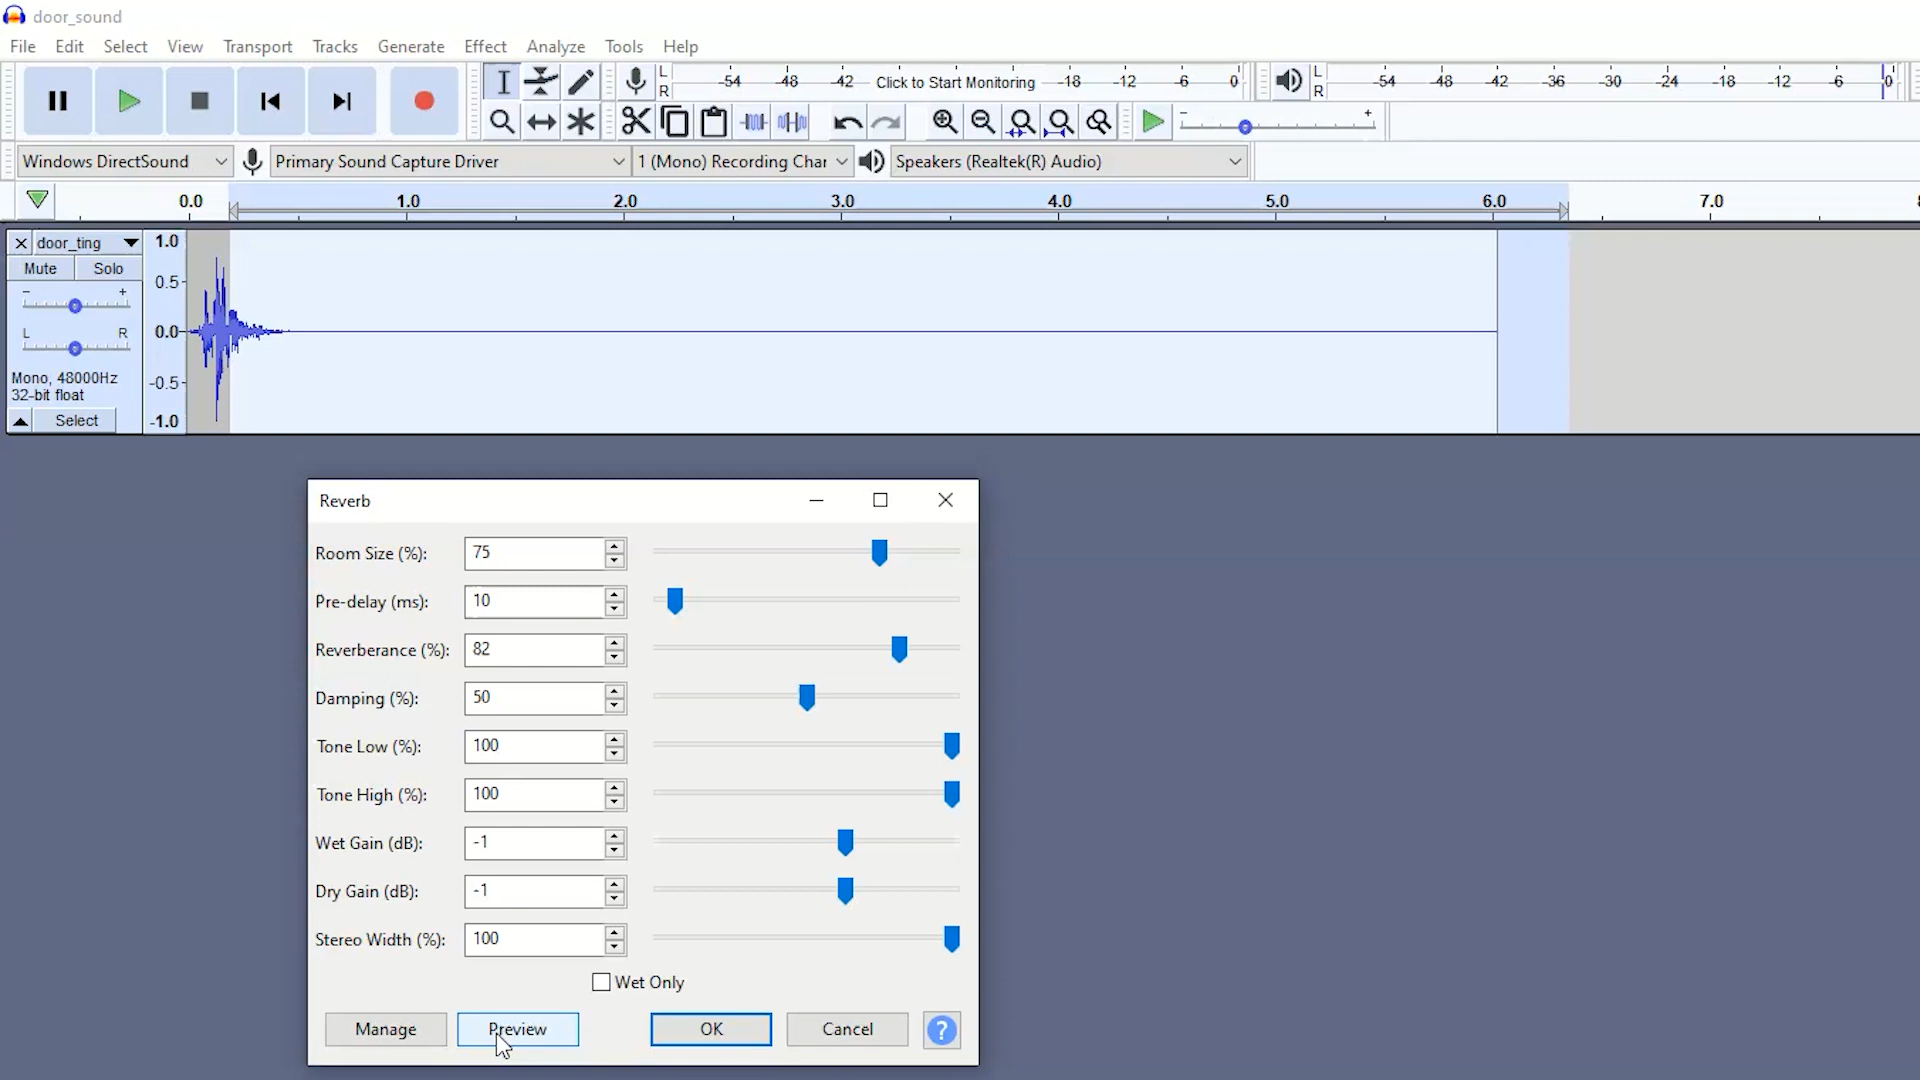 door_sound
File Edit Select View Transport Tracks Generate Effect Analyze Tools Help
L -54 -48 -42 Click to Start Monitoring -18 -12 -6 0 L -54 -48 -42 -36 -30 -24 -18 -12 -6 0
R R
- +
Windows DirectSound Primary Sound Capture Driver 1 (Mono) Recording Char Speakers (Realtek(R) Audio)
0.0 1.0 2.0 3.0 4.0 5.0 6.0 7.0
door_ting 1.0
Mute Solo
0.5
- +
L R 0.0
Mono, 48000Hz
32-bit float -0.5
Select -1.0
Reverb
Room Size (%): 75
Pre-delay (ms): 10
Reverberance (%): 82
Damping (%): 50
Tone Low (%): 100
Tone High (%): 100
Wet Gain (dB): -1
Dry Gain (dB): -1
Stereo Width (%): 100
Wet Only
Manage Preview OK Cancel ?